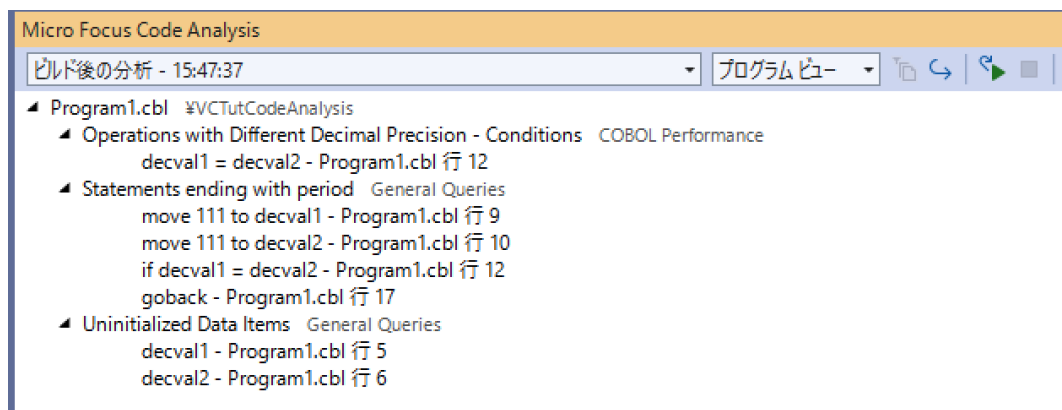 Micro Focus Code Analysis
ビルド後の分析 - 15:47:37 プログラム ビュー
Program1.cbl ¥VCTutCodeAnalysis
Operations with Different Decimal Precision - Conditions COBOL Performance
decval1 = decval2 - Program1.cbl 行 12
Statements ending with period General Queries
move 111 to decval1 - Program1.cbl 行 9
move 111 to decval2 - Program1.cbl 行 10
if decval1 = decval2 - Program1.cbl 行 12
goback - Program1.cbl 行 17
Uninitialized Data Items General Queries
decval1 - Program1.cbl 行 5
decval2 - Program1.cbl 行 6